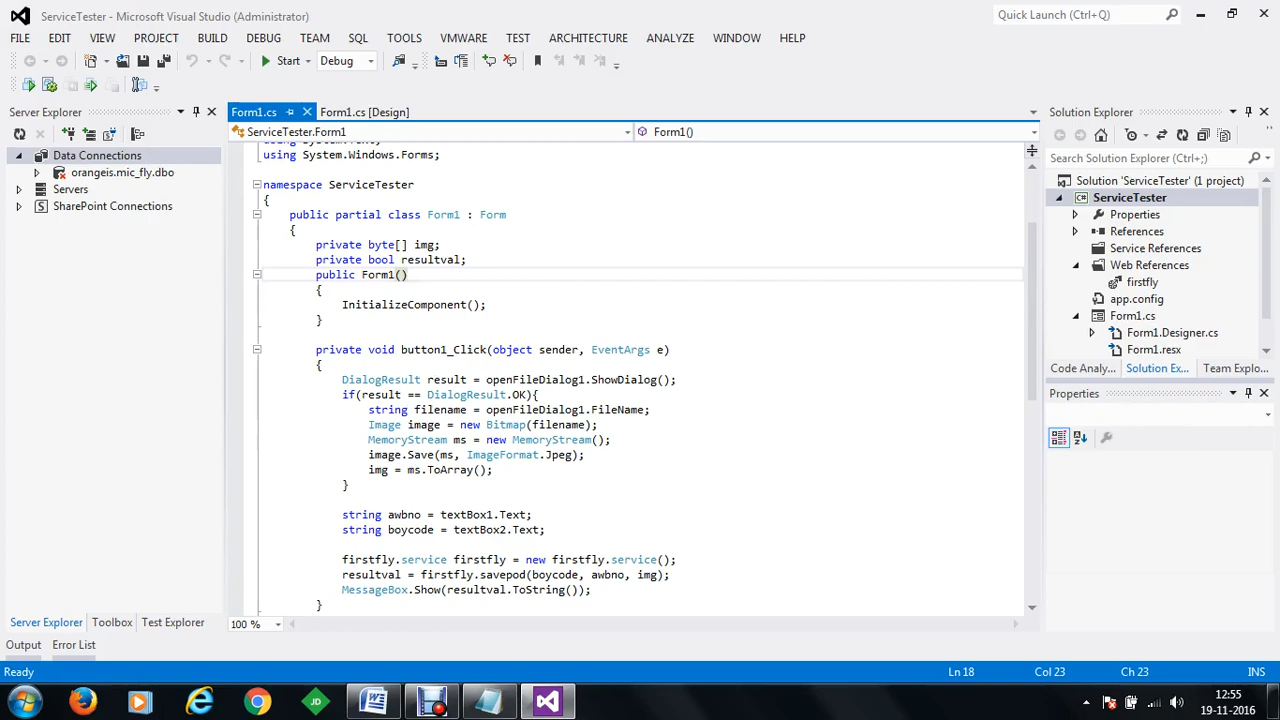 ServiceTester - Microsoft Visual Studio (Administrator)
Quick Launch (Ctrl+Q)
FILE EDIT VIEW PROJECT BUILD DEBUG TEAM SQL TOOLS VMWARE TEST ARCHITECTURE ANALYZE WINDOW HELP
Start Debug
Server Explorer
Data Connections
orangeis.mic_fly.dbo
Servers
SharePoint Connections
Form1.cs Form1.cs [Design]
ServiceTester.Form1 Form1()
using System.Text;
using System.Windows.Forms;
namespace ServiceTester
{
public partial class Form1 : Form
{
private byte[] img;
private bool resultval;
public Form1()
{
InitializeComponent();
}
private void button1_Click(object sender, EventArgs e)
{
DialogResult result = openFileDialog1.ShowDialog();
if(result == DialogResult.OK){
string filename = openFileDialog1.FileName;
Image image = new Bitmap(filename);
MemoryStream ms = new MemoryStream();
image.Save(ms, ImageFormat.Jpeg);
img = ms.ToArray();
}
string awbno = textBox1.Text;
string boycode = textBox2.Text;
firstfly.service firstfly = new firstfly.service();
resultval = firstfly.savepod(boycode, awbno, img);
MessageBox.Show(resultval.ToString());
}
100 %
Solution Explorer
Search Solution Explorer (Ctrl+;)
Solution 'ServiceTester' (1 project)
C# ServiceTester
Properties
References
Service References
Web References
firstfly
app.config
Form1.cs
Form1.Designer.cs
Form1.resx
Code Analy... Solution Ex... Team Explo...
Properties
Server Explorer Toolbox Test Explorer
Output Error List
Ready Ln 18 Col 23 Ch 23 INS
JD
12:55
19-11-2016